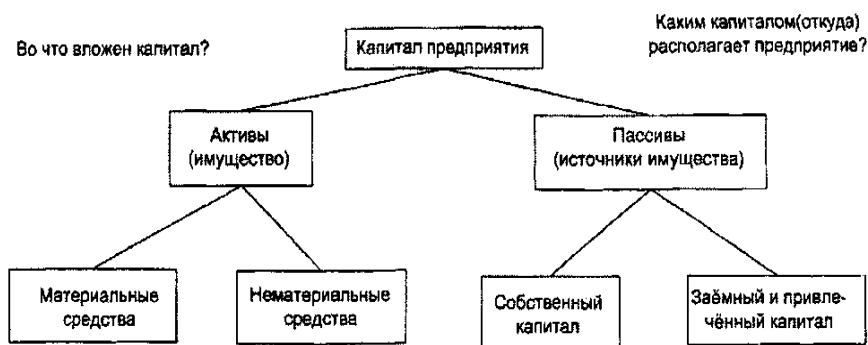 Во что вложен капитал?
Капитал предприятия
Каким капиталом(откуда)
располагает предприятие?
Активы
(имущество)
Пассивы
(источники имущества)
Материальные
средства
Нематериальные
средства
Собственный
капитал
Заёмный и привле-
чённый капитал